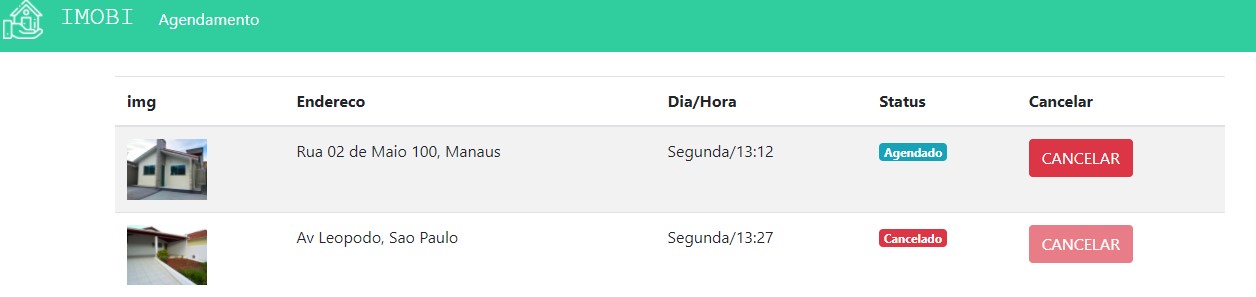 IMOBI Agendamento
img Endereco Dia/Hora Status Cancelar
Rua 02 de Maio 100, Manaus Segunda/13:12 Agendado CANCELAR
Av Leopodo, Sao Paulo Segunda/13:27 Cancelado CANCELAR